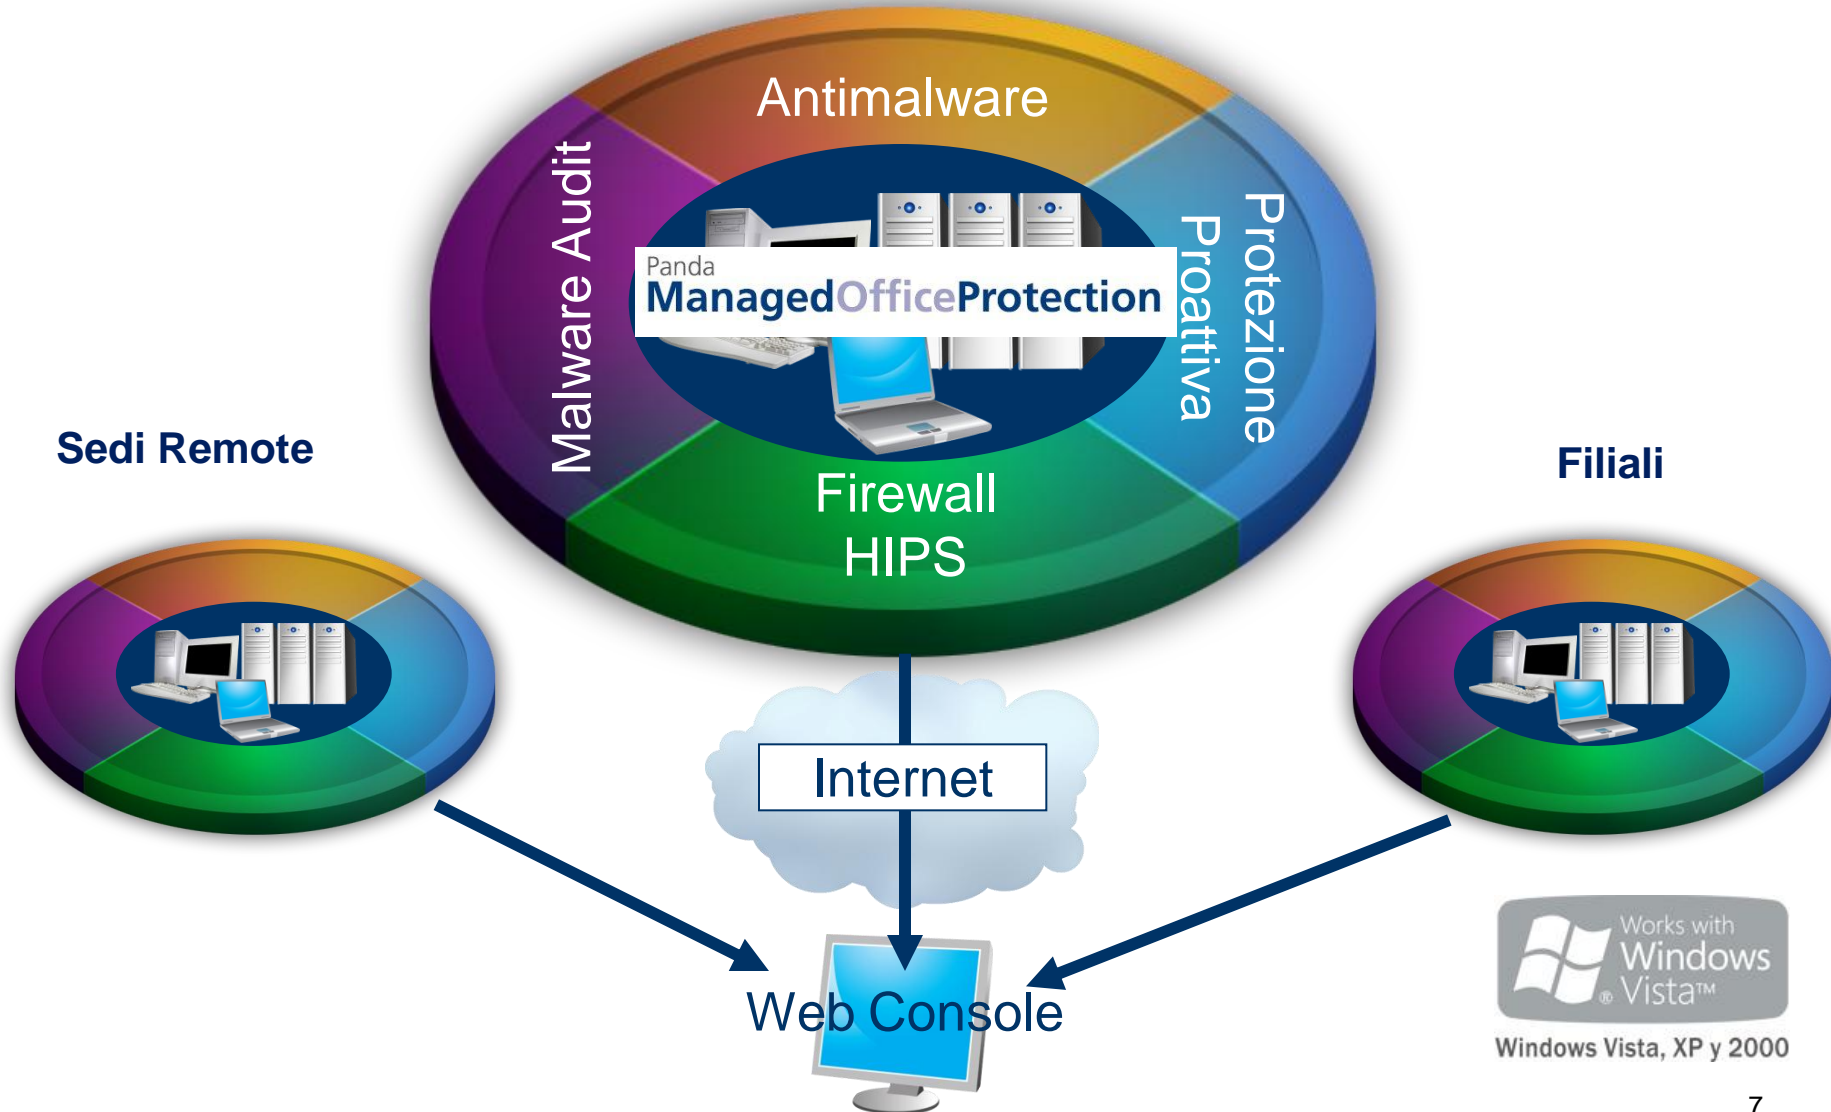 Antimalware
Malware Audit
Protezione
Proattiva
Panda
ManagedOfficeProtection
Firewall
HIPS
Sedi Remote
Filiali
Internet
Web Console
Works with
Windows
Vista™
®
Windows Vista, XP y 2000
7